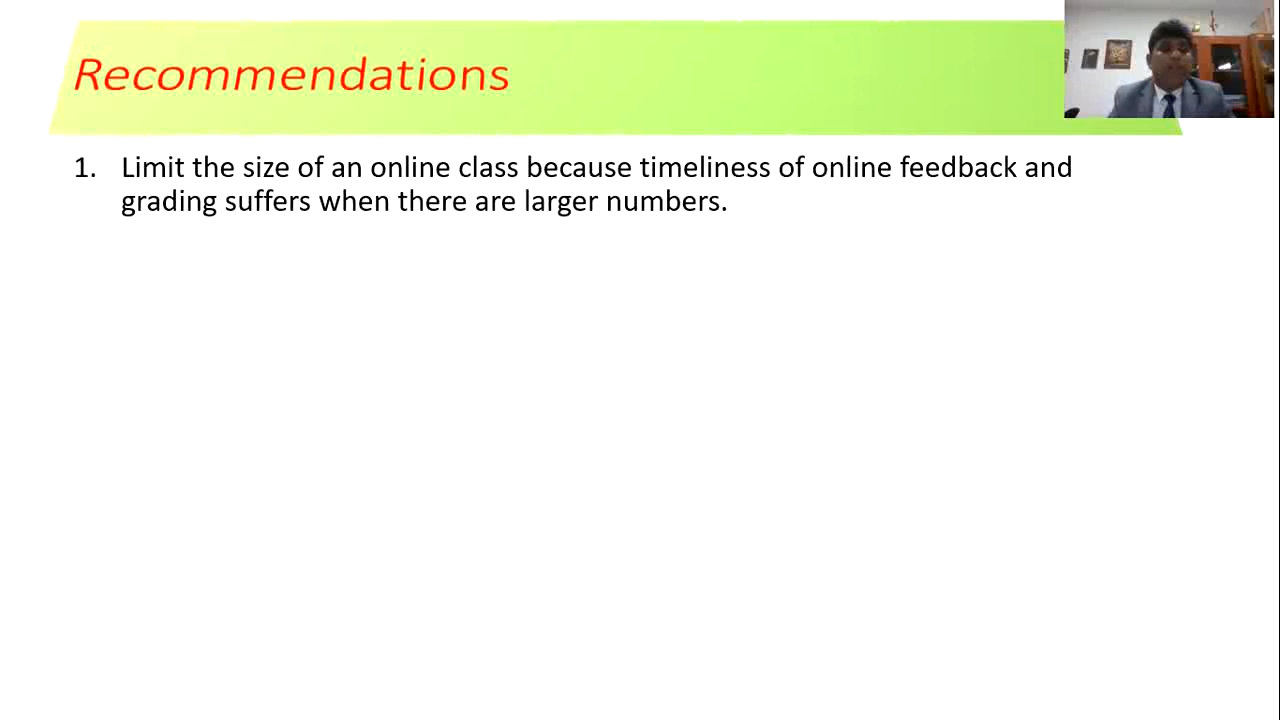 Recommendations
1. Limit the size of an online class because timeliness of online feedback and
grading suffers when there are larger numbers.